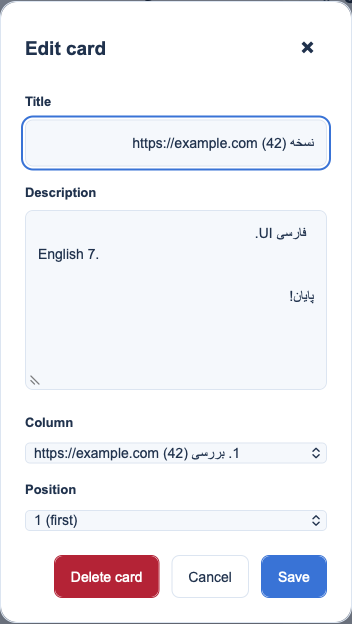 Edit card
Title
نسخه (42) https://example.com
Description
فارسی UI.
English 7.
پایان!
Column
1. بررسی (42) https://example.com
Position
1 (first)
Delete card
Cancel
Save